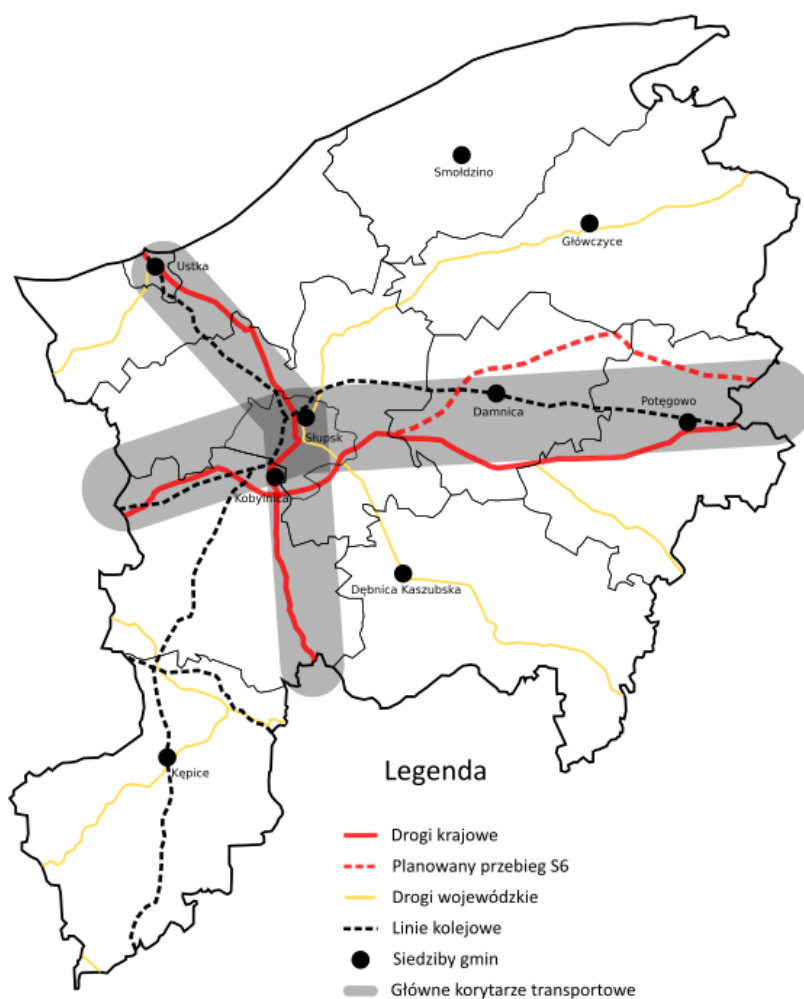 Smołdzino
Główczyce
Ustka
Damnica
Potęgowo
Słupsk
Kobylnica
Dębnica Kaszubska
Kępice
Legenda
Drogi krajowe
Planowany przebieg S6
Drogi wojewódzkie
Linie kolejowe
Siedziby gmin
Główne korytarze transportowe